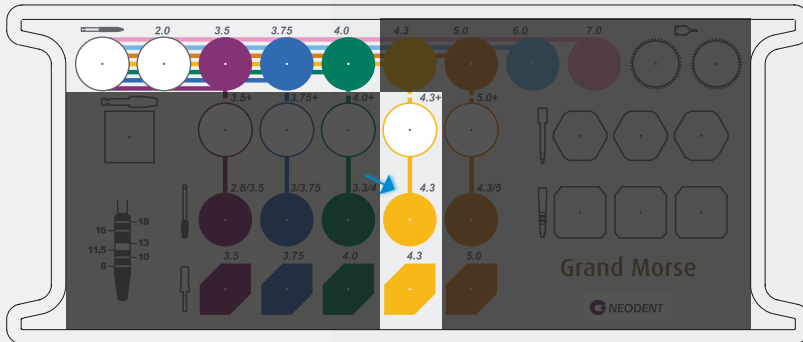 2.0 3.5 3.75 4.0 4.3 5.0 6.0 7.0
3.5+ 3.75+ 4.0+ 4.3+ 5.0+
2.8/3.5 3/3.75 3.3/4 4.3 4.3/5
18
16
13
11,5
10
8
3.5 3.75 4.0 4.3 5.0
Grand Morse
NEODENT